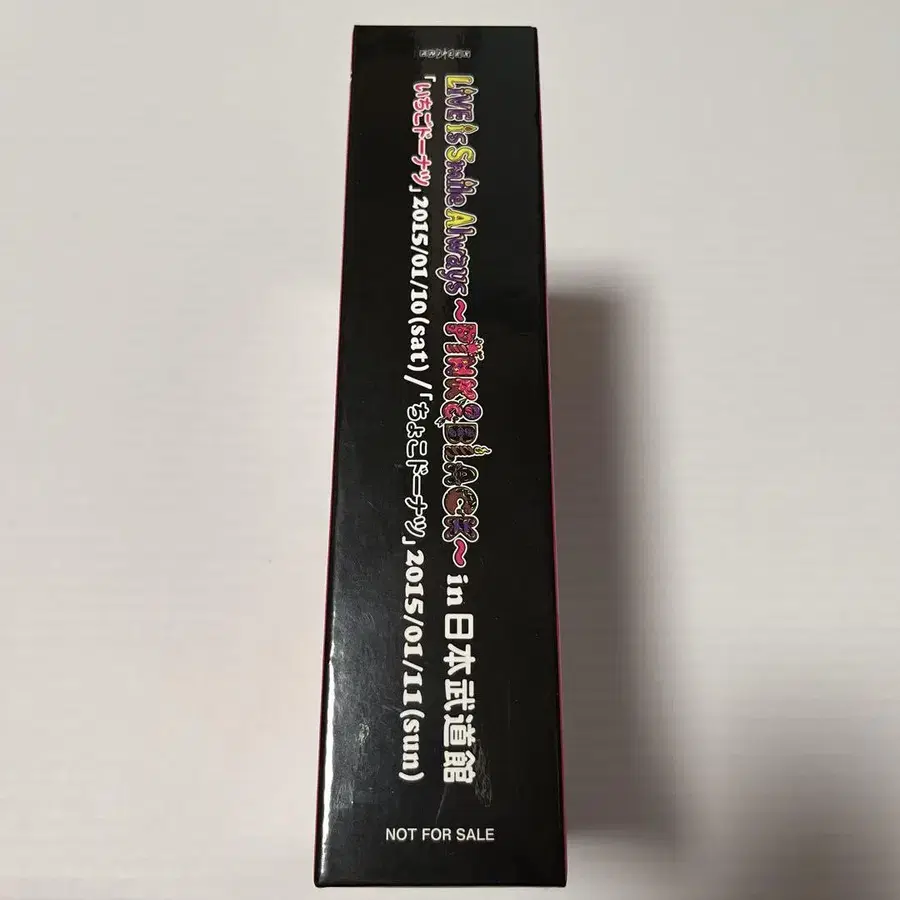 LiVE is Smile Always ～PiNK&BLACK～ in 日本武道館
「いちごドーナツ」2015/01/10(sat)/「ちょこドーナツ」2015/01/11(sun)
NOT FOR SALE